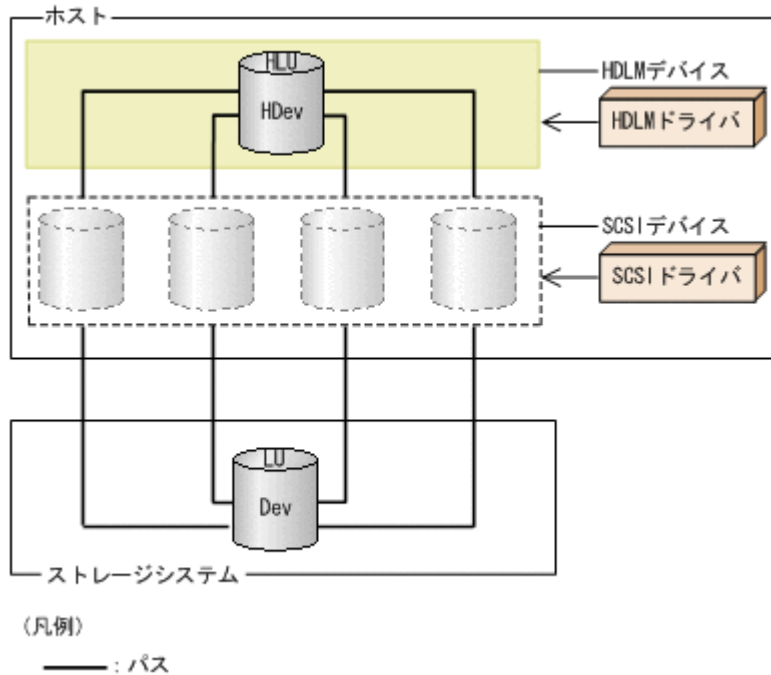 ホスト
HLU
HDev
HDLMデバイス
HDLMドライバ
SCSIデバイス
SCSIドライバ
LU
Dev
ストレージシステム
（凡例）
：パス